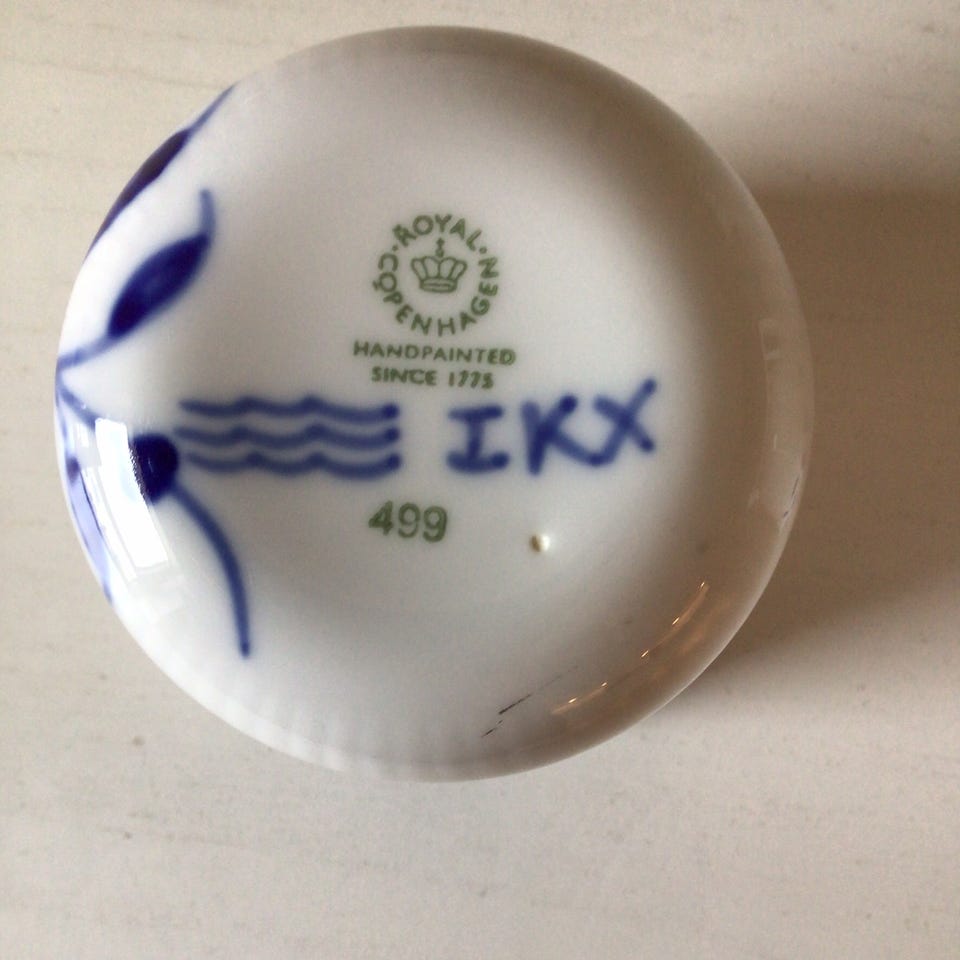 ROYAL
COPENHAGEN
HANDPAINTED
SINCE 1775
IKX
499